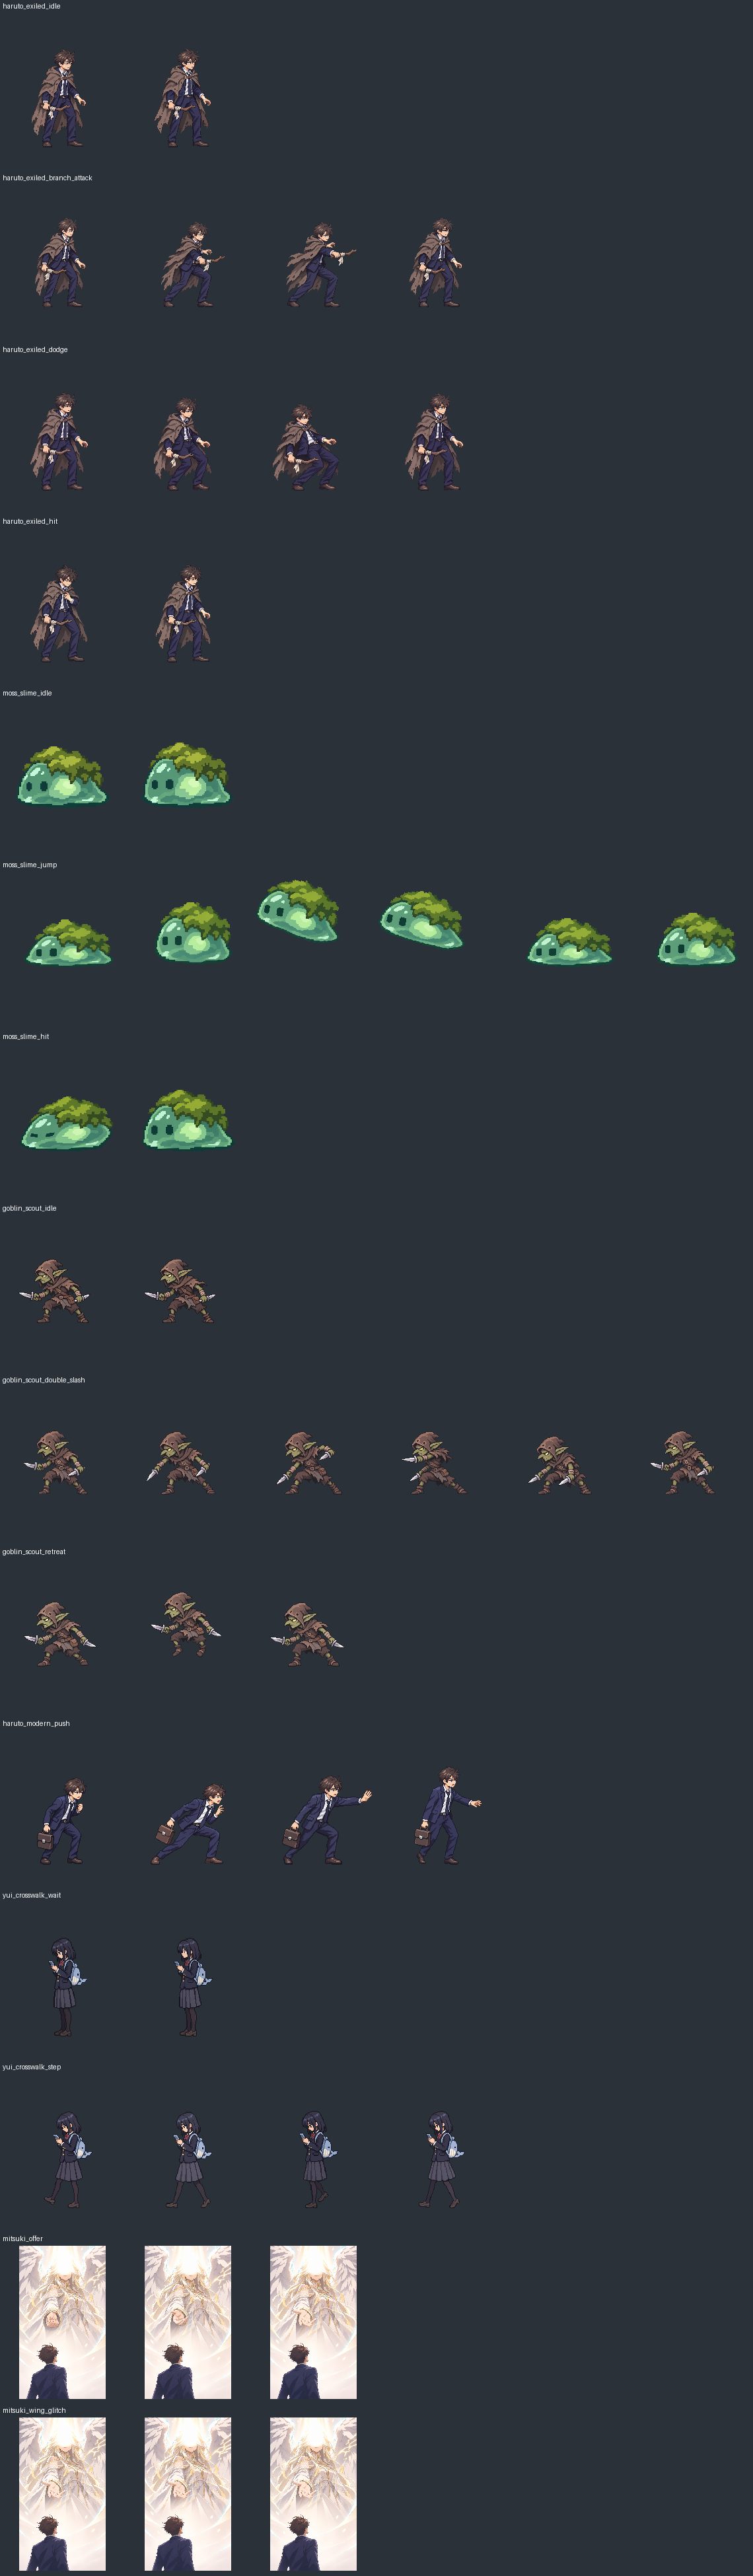 haruto_exiled_idle
haruto_exiled_branch_attack
haruto_exiled_dodge
haruto_exiled_hit
moss_slime_idle
moss_slime_jump
moss_slime_hit
goblin_scout_idle
goblin_scout_double_slash
goblin_scout_retreat
haruto_modern_push
yui_crosswalk_wait
yui_crosswalk_step
mitsuki_offer
mitsuki_wing_glitch